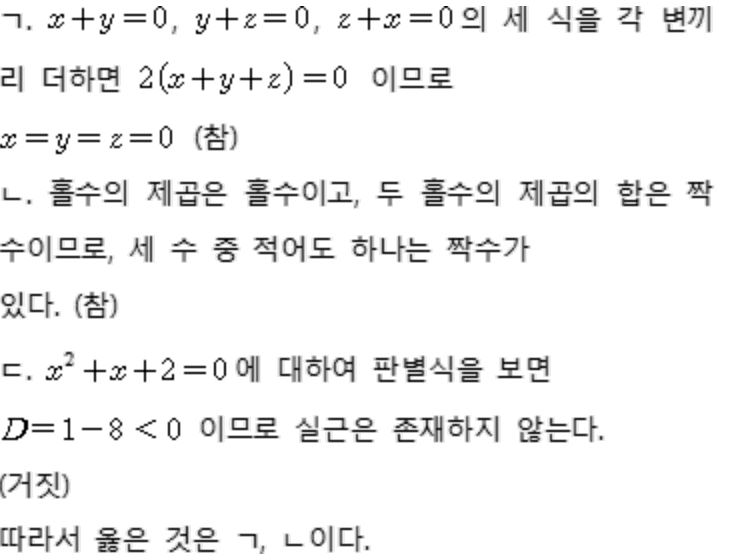 ㄱ. x+y=0, y+z=0, z+x=0의 세 식을 각 변끼
리 더하면 2(x+y+z)=0 이므로
x=y=z=0 (참)
ㄴ. 홀수의 제곱은 홀수이고, 두 홀수의 제곱의 합은 짝
수이므로, 세 수 중 적어도 하나는 짝수가
있다. (참)
ㄷ. x²+x+2=0에 대하여 판별식을 보면
D=1-8<0 이므로 실근은 존재하지 않는다.
(거짓)
따라서 옳은 것은 ㄱ, ㄴ이다.